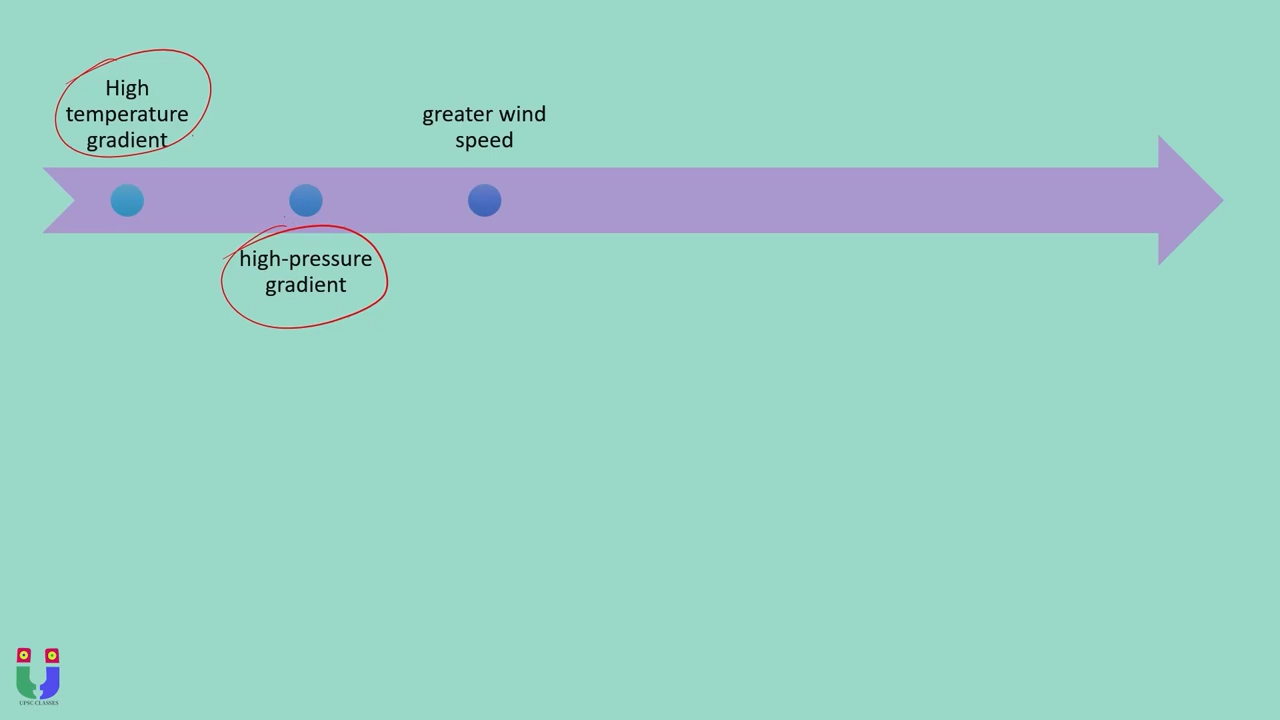 High
temperature
gradient
greater wind
speed
high-pressure
gradient
UPSC CLASSES